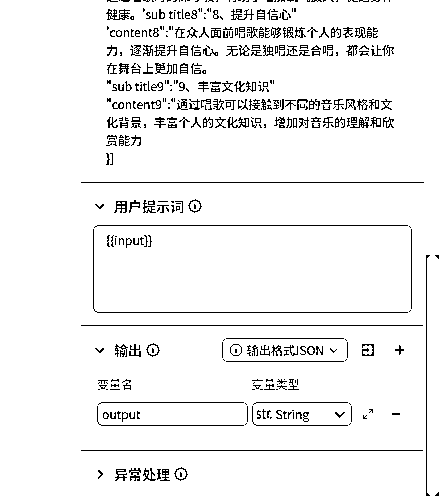 健康。'sub title8":"8、提升自信心"
'content8":"在众人面前唱歌能够锻炼个人的表现能
力，逐渐提升自信心。无论是独唱还是合唱，都会让你
在舞台上更加自信。
"sub title9":"9、丰富文化知识"
"content9":"通过唱歌可以接触到不同的音乐风格和文
化背景，丰富个人的文化知识，增加对音乐的理解和欣
赏能力
}]
用户提示词
{{input}}
输出
输出格式JSON
变量名 变量类型
output str. String
异常处理